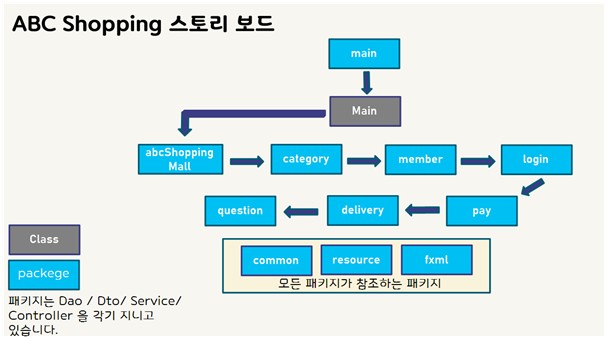 ABC Shopping 스토리 보드
main
Main
abcShopping
Mall
category
member
login
question
delivery
pay
common
resource
fxml
모든 패키지가 참조하는 패키지
Class
packege
패키지는 Dao / Dto/ Service/
Controller 을 각기 지니고
있습니다.